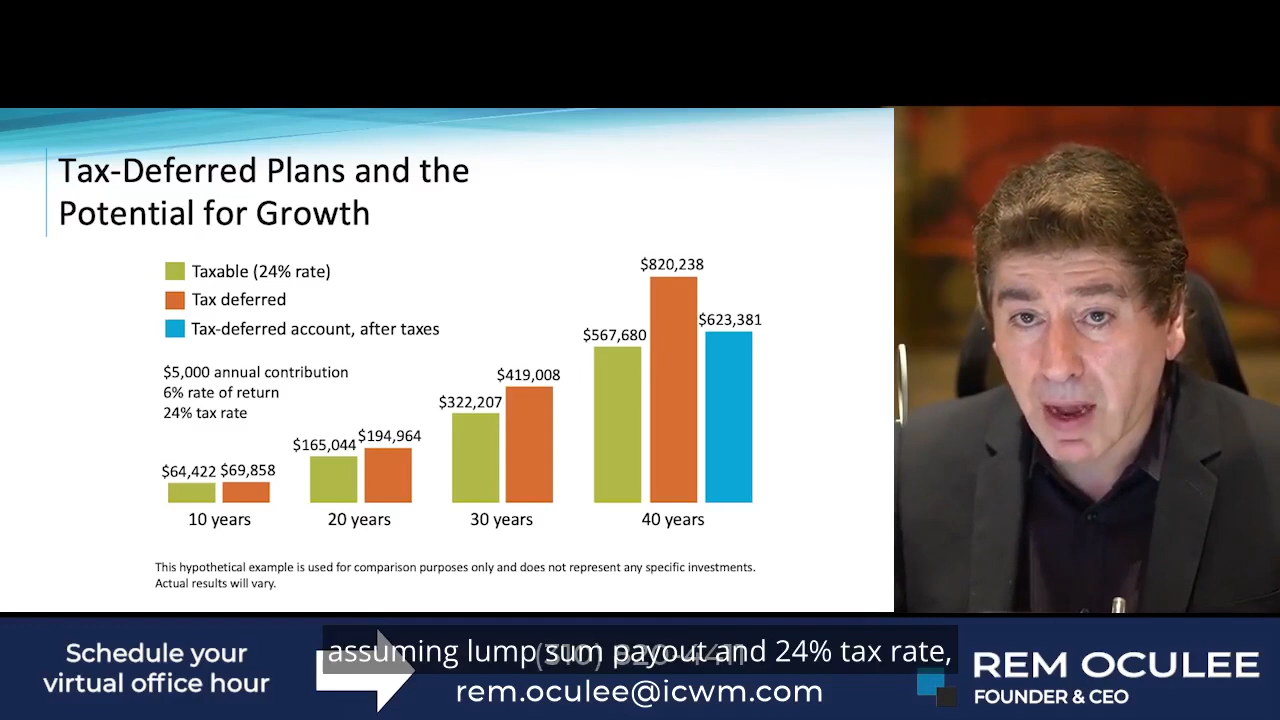 Tax-Deferred Plans and the
Potential for Growth
Taxable (24% rate)
Tax deferred
Tax-deferred account, after taxes
$5,000 annual contribution
6% rate of return
24% tax rate
$64,422 $69,858
$165,044 $194,964
$322,207 $419,008
$567,680 $820,238 $623,381
10 years 20 years 30 years 40 years
This hypothetical example is used for comparison purposes only and does not represent any specific investments.
Actual results will vary.
Schedule your
virtual office hour
assuming lump sum payout and 24% tax rate,
rem.oculee@icwm.com
REM OCULEE
FOUNDER & CEO